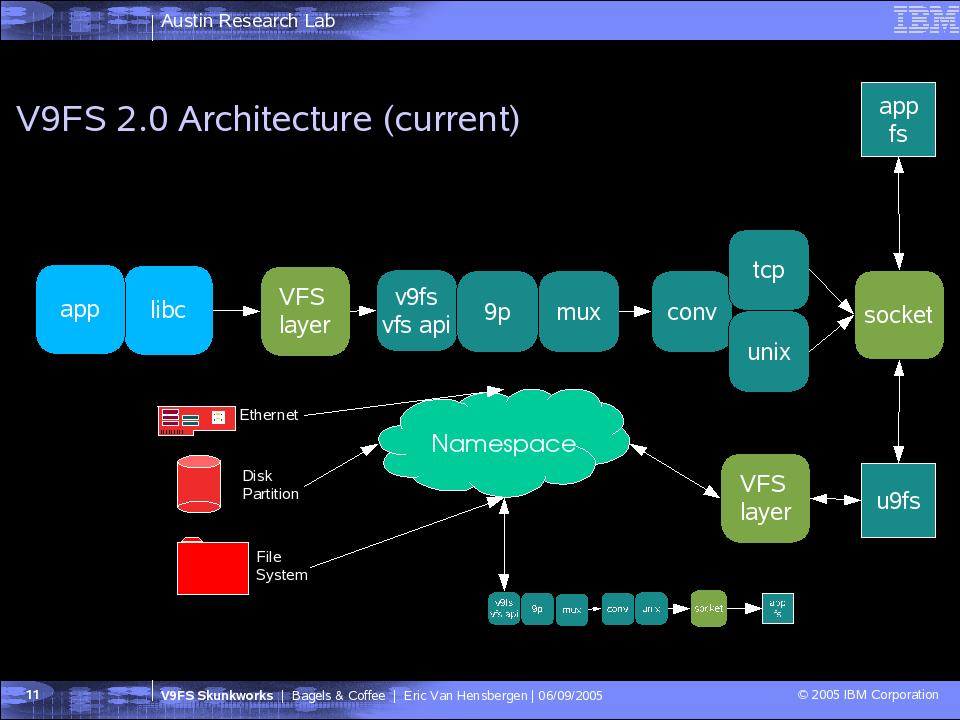 Austin Research Lab
IBM
V9FS 2.0 Architecture (current)
app
fs
app
libc
VFS
layer
v9fs
vfs api
9p
mux
conv
tcp
unix
socket
Ethernet
Disk
Partition
File
System
Namespace
VFS
layer
u9fs
v9fs
vfs api
9p
mux
conv
unix
socket
app
fs
11
V9FS Skunkworks | Bagels & Coffee | Eric Van Hensbergen | 06/09/2005
© 2005 IBM Corporation